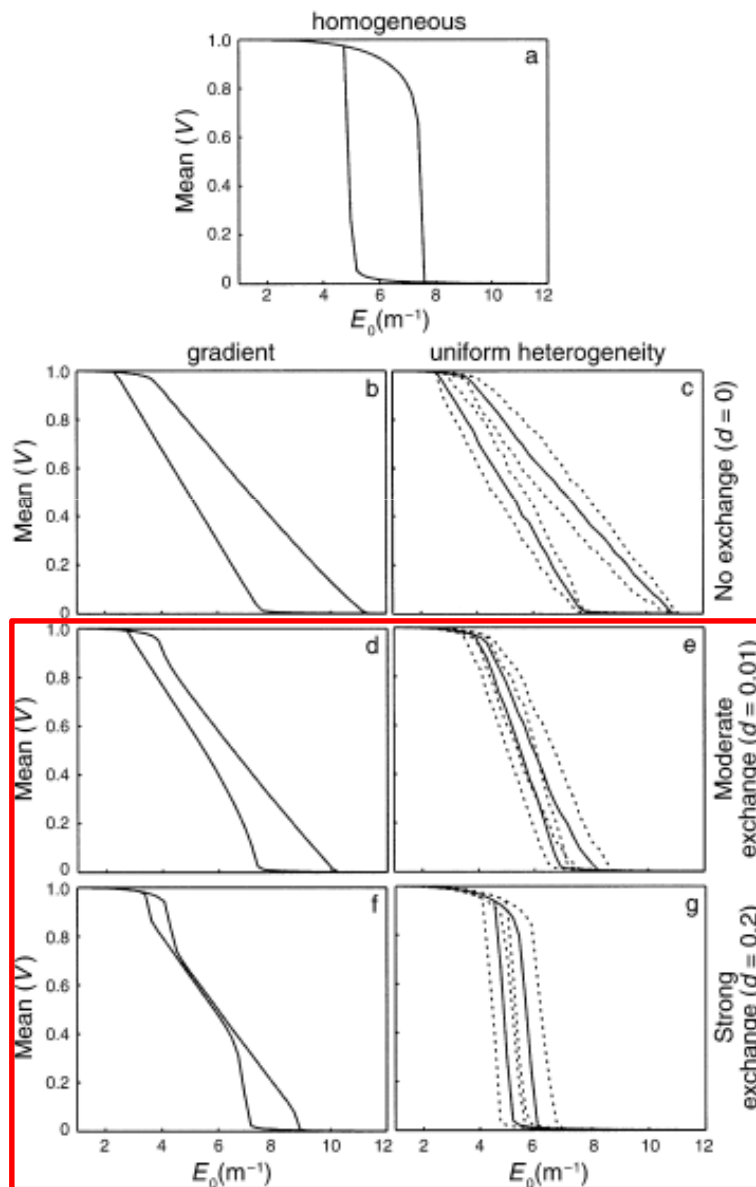 homogeneous
a
1.0
0.8
0.6
0.4
0.2
0
Mean (V)
2 4 6 8 10 12
E₀(m⁻¹)
gradient
uniform heterogeneity
b
c
1.0
0.8
0.6
0.4
0.2
0
Mean (V)
No exchange (d = 0)
d
e
1.0
0.8
0.6
0.4
0.2
0
Mean (V)
Moderate
exchange (d = 0.01)
f
g
1.0
0.8
0.6
0.4
0.2
0
Mean (V)
Strong
exchange (d = 0.2)
2 4 6 8 10 12
2 4 6 8 10 12
E₀(m⁻¹)
E₀(m⁻¹)